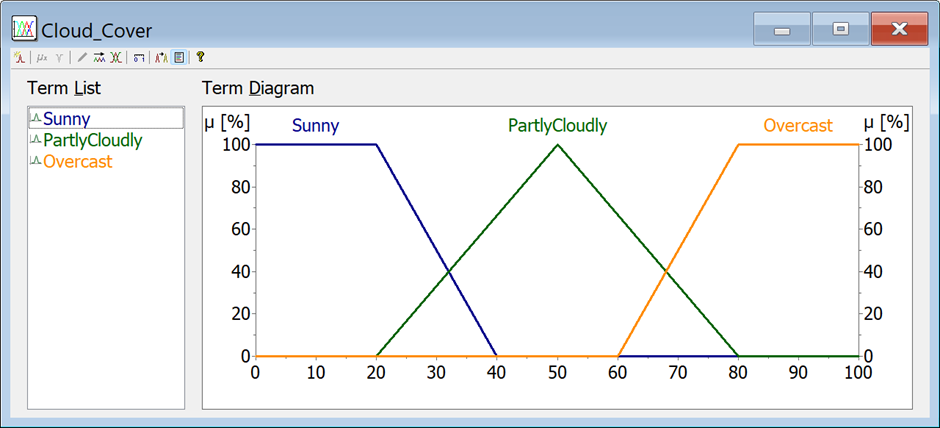 Cloud_Cover
?
Term List
Term Diagram
Sunny
PartlyCloudly
Overcast
µ [%] Sunny PartlyCloudly Overcast µ [%]
100 100
80 80
60 60
40 40
20 20
0 0
0 10 20 30 40 50 60 70 80 90 100